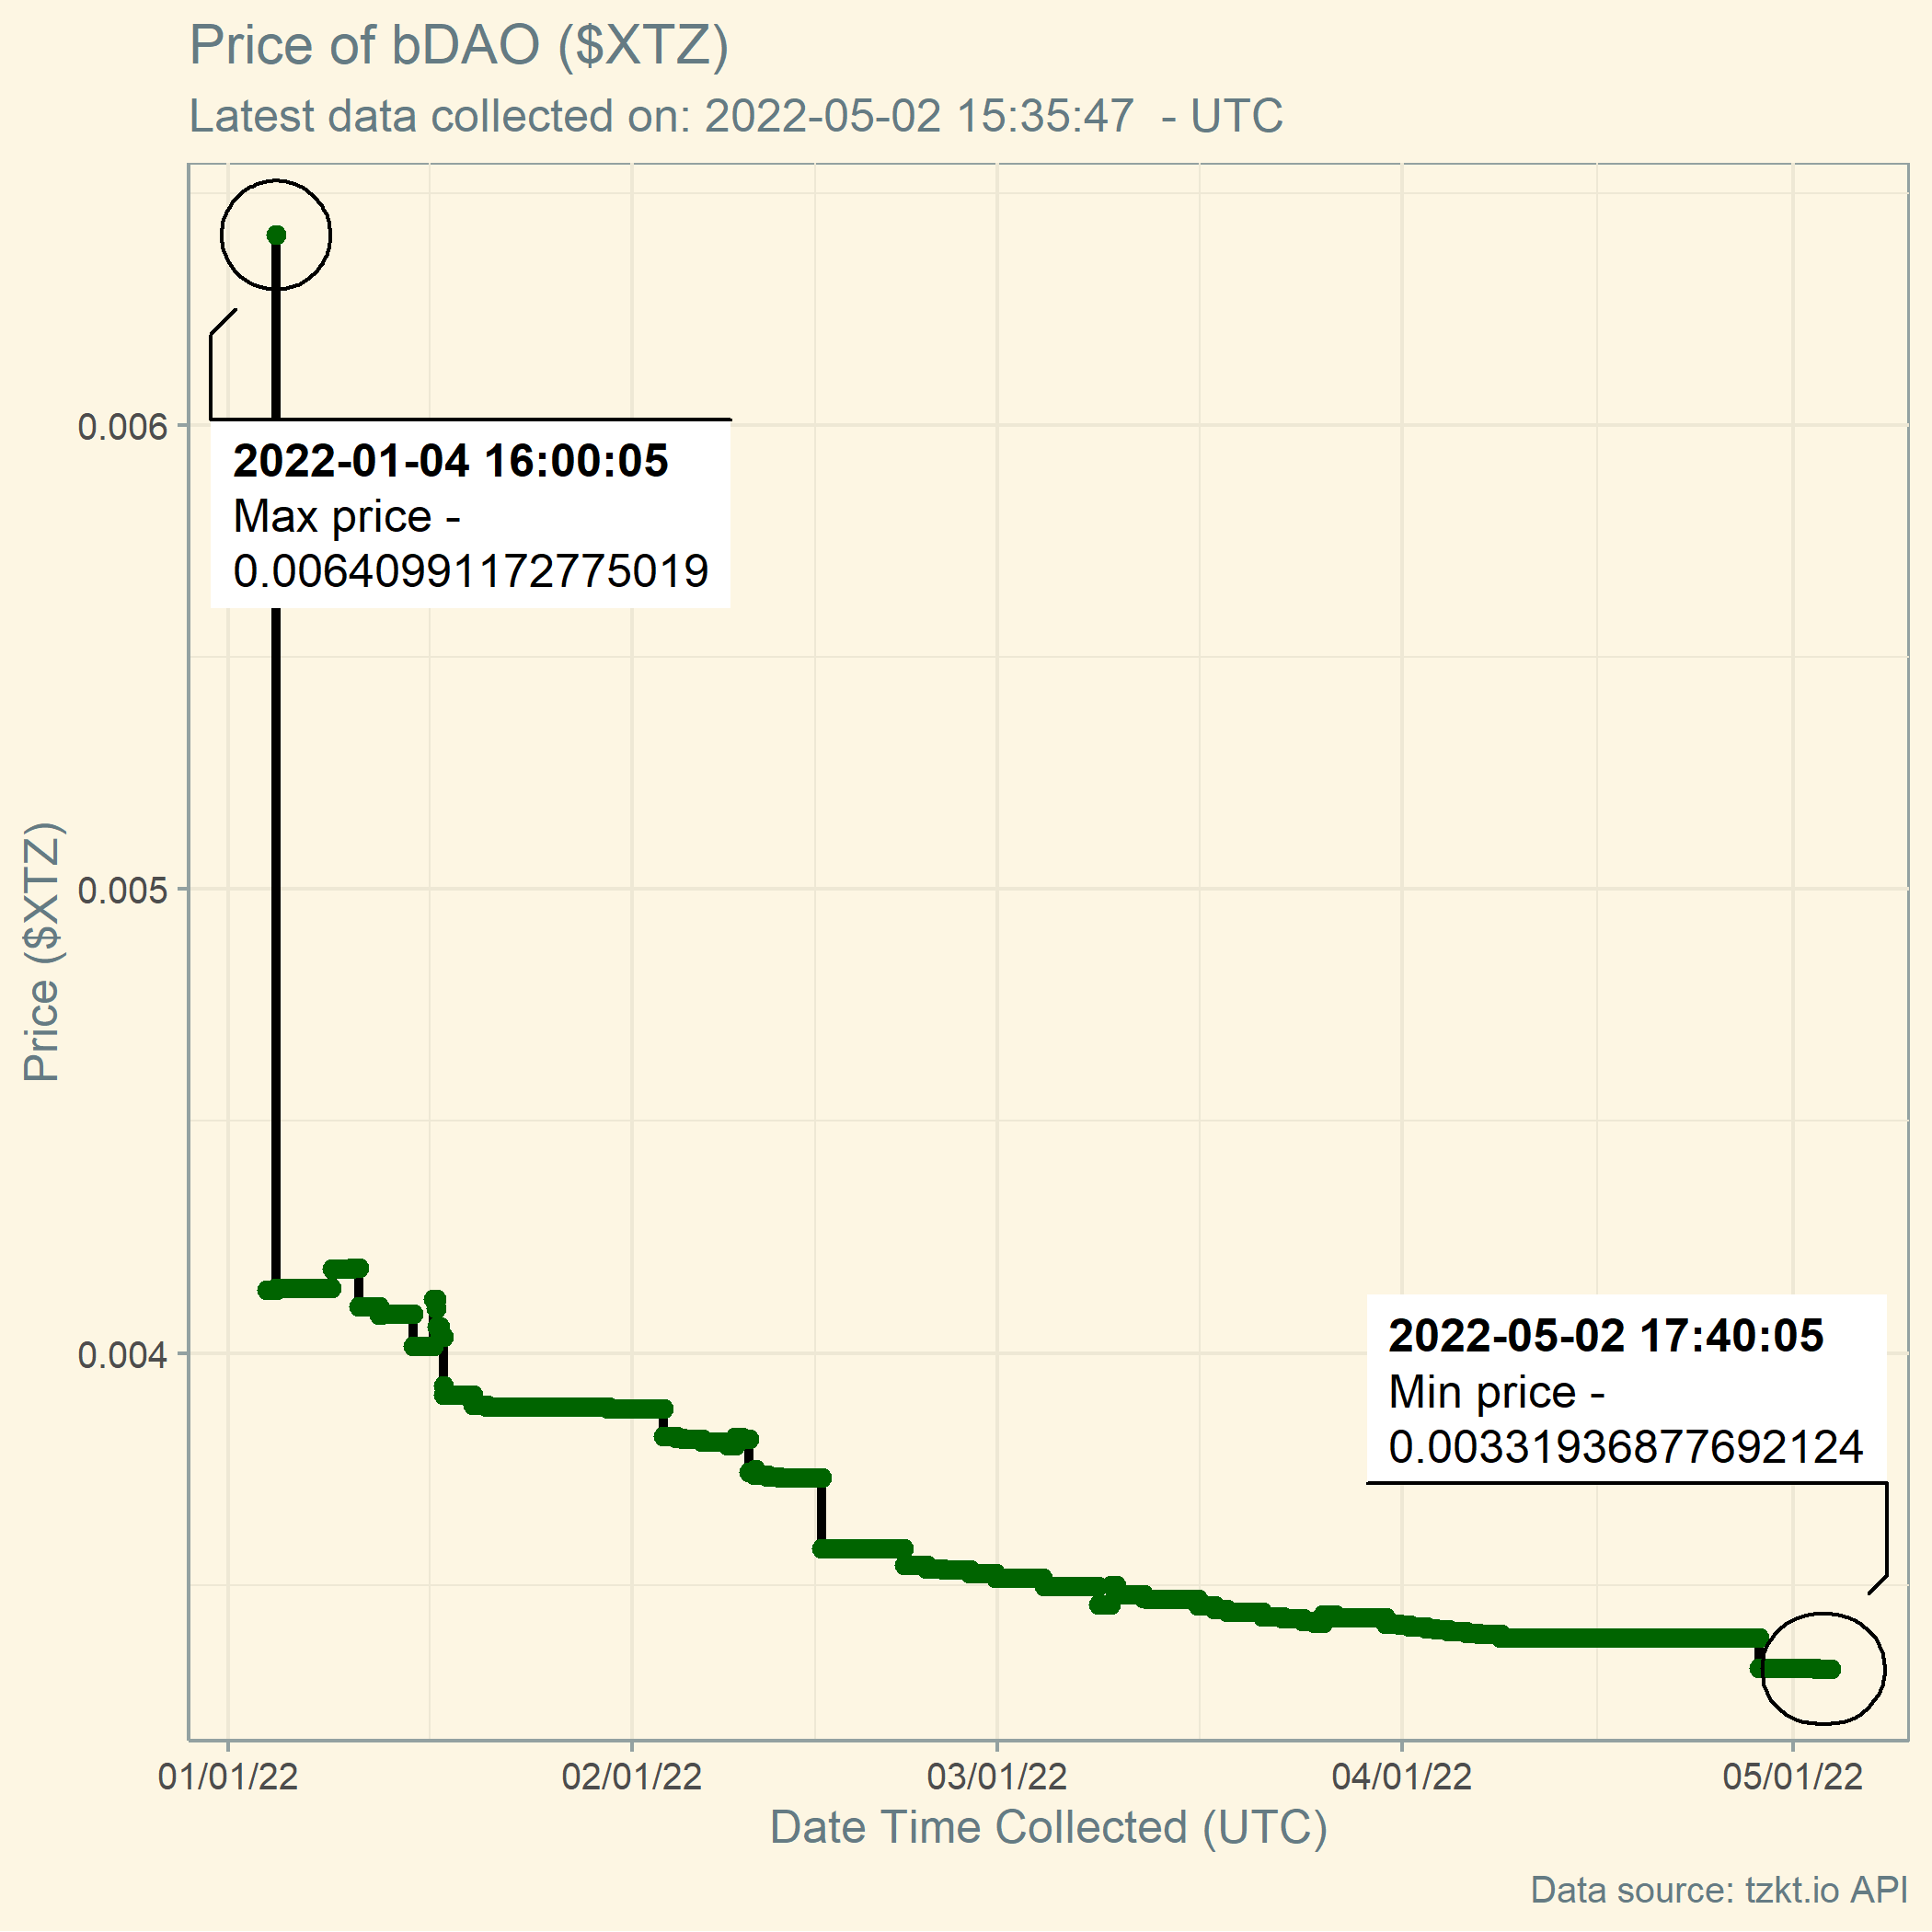 Price of bDAO ($XTZ)
Latest data collected on: 2022-05-02 15:35:47  - UTC
2022-01-04 16:00:05
Max price -
0.00640991172775019
0.006
0.005
0.004
Price ($XTZ)
2022-05-02 17:40:05
Min price -
0.00331936877692124
01/01/22
02/01/22
03/01/22
04/01/22
05/01/22
Date Time Collected (UTC)
Data source: tzkt.io API